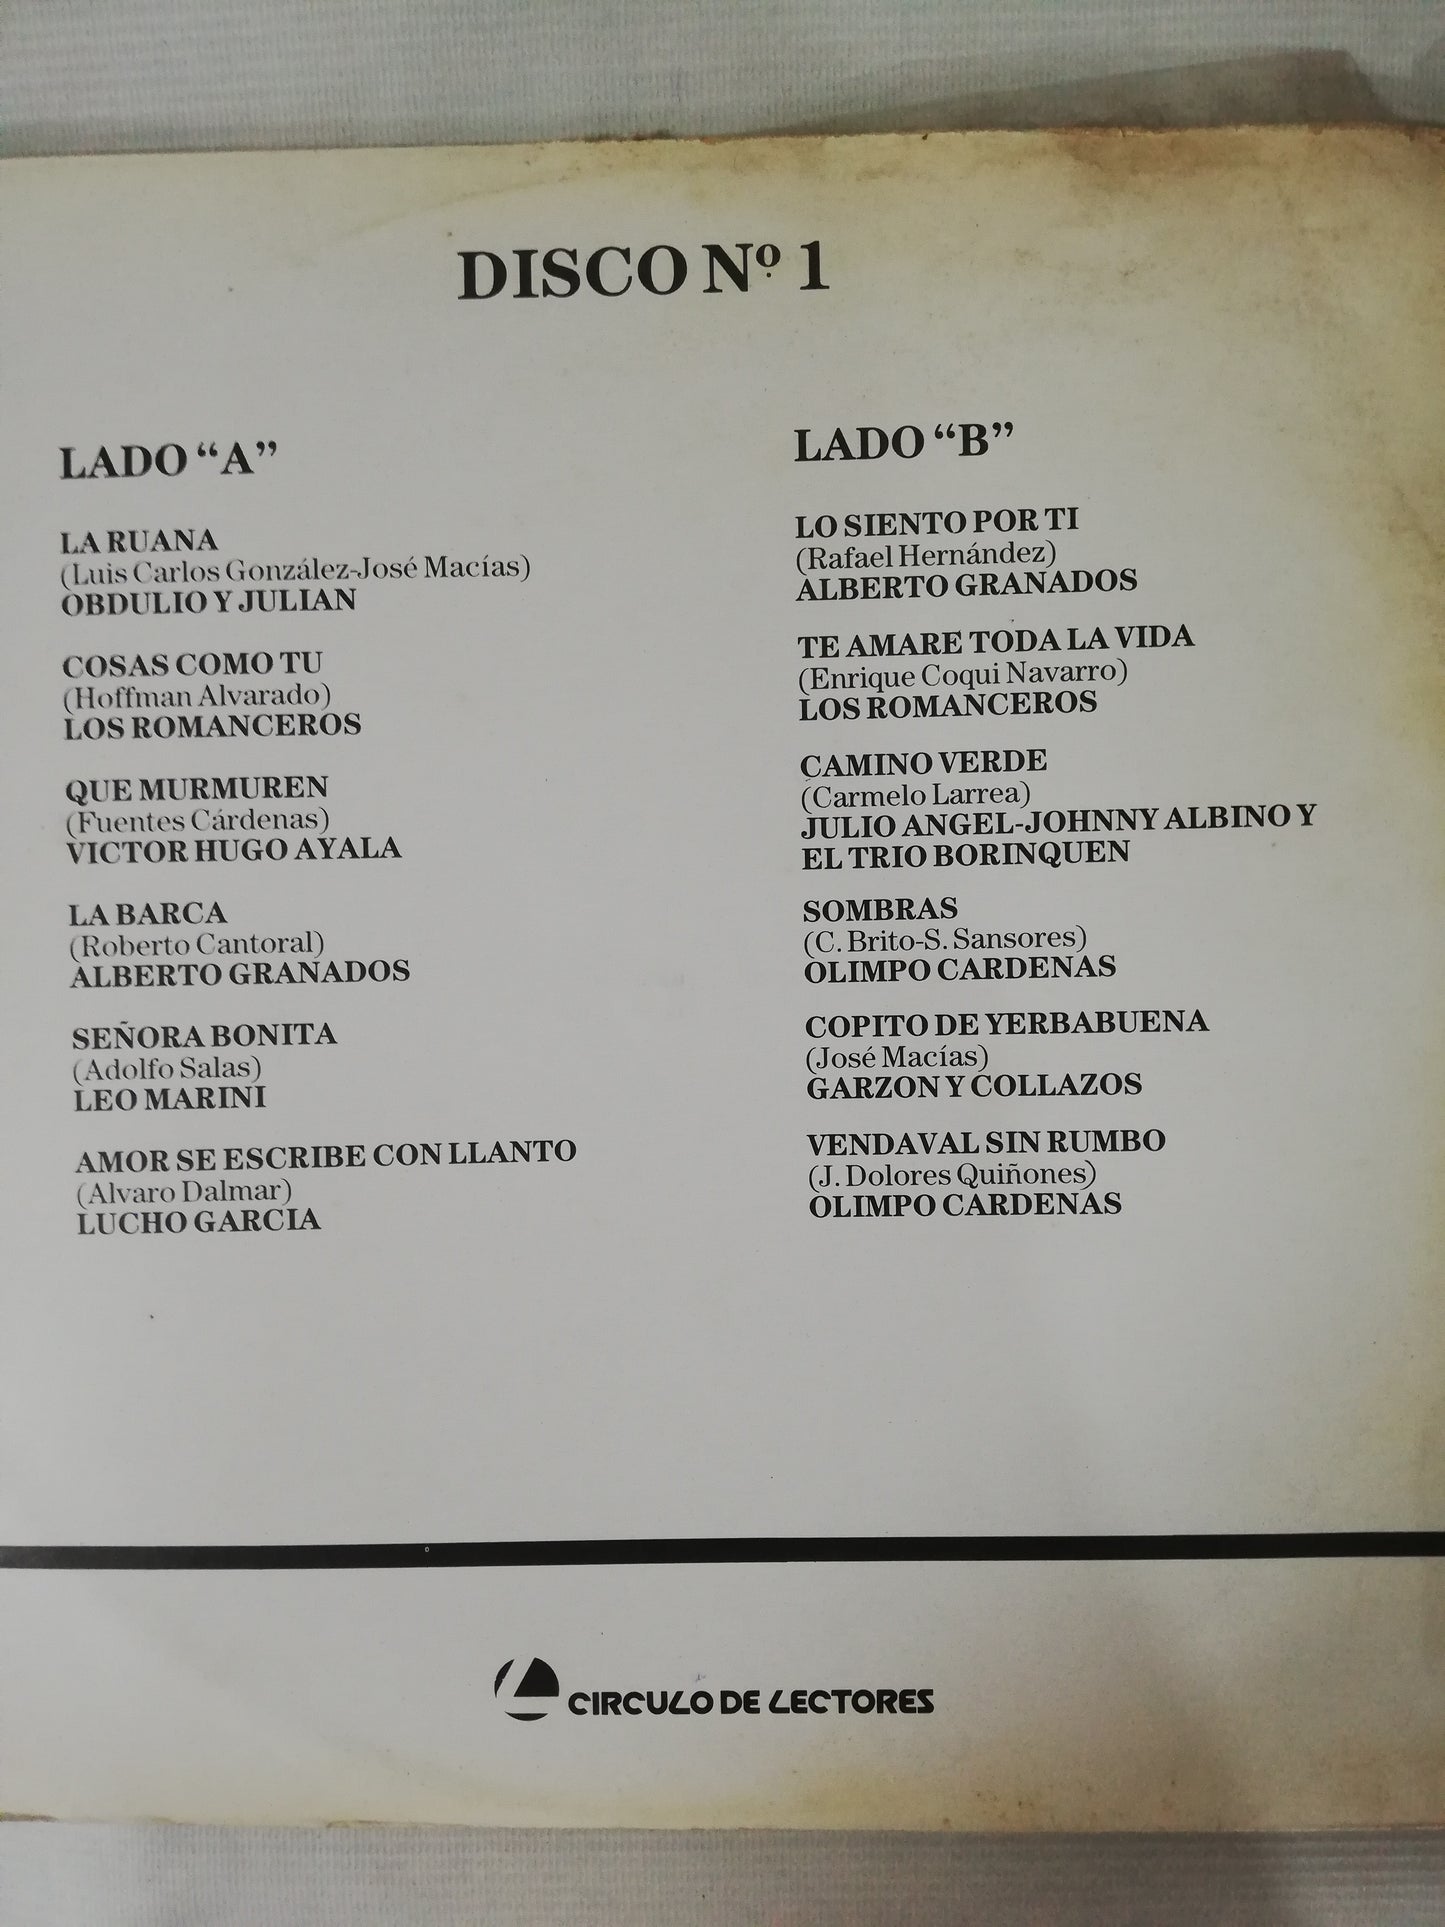 DISCO Nº 1
LADO “A”
LA RUANA
(Luis Carlos González-José Macías)
OBDULIO Y JULIAN
COSAS COMO TU
(Hoffman Alvarado)
LOS ROMANCEROS
QUE MURMUREN
(Fuentes Cárdenas)
VICTOR HUGO AYALA
LA BARCA
(Roberto Cantoral)
ALBERTO GRANADOS
SEÑORA BONITA
(Adolfo Salas)
LEO MARINI
AMOR SE ESCRIBE CON LLANTO
(Alvaro Dalmar)
LUCHO GARCIA
LADO “B”
LO SIENTO POR TI
(Rafael Hernández)
ALBERTO GRANADOS
TE AMARE TODA LA VIDA
(Enrique Coqui Navarro)
LOS ROMANCEROS
CAMINO VERDE
(Carmelo Larrea)
JULIO ANGEL-JOHNNY ALBINO Y
EL TRIO BORINQUEN
SOMBRAS
(C. Brito-S. Sansores)
OLIMPO CARDENAS
COPITO DE YERBABUENA
(José Macías)
GARZON Y COLLAZOS
VENDAVAL SIN RUMBO
(J. Dolores Quiñones)
OLIMPO CARDENAS
CIRCULO DE LECTORES